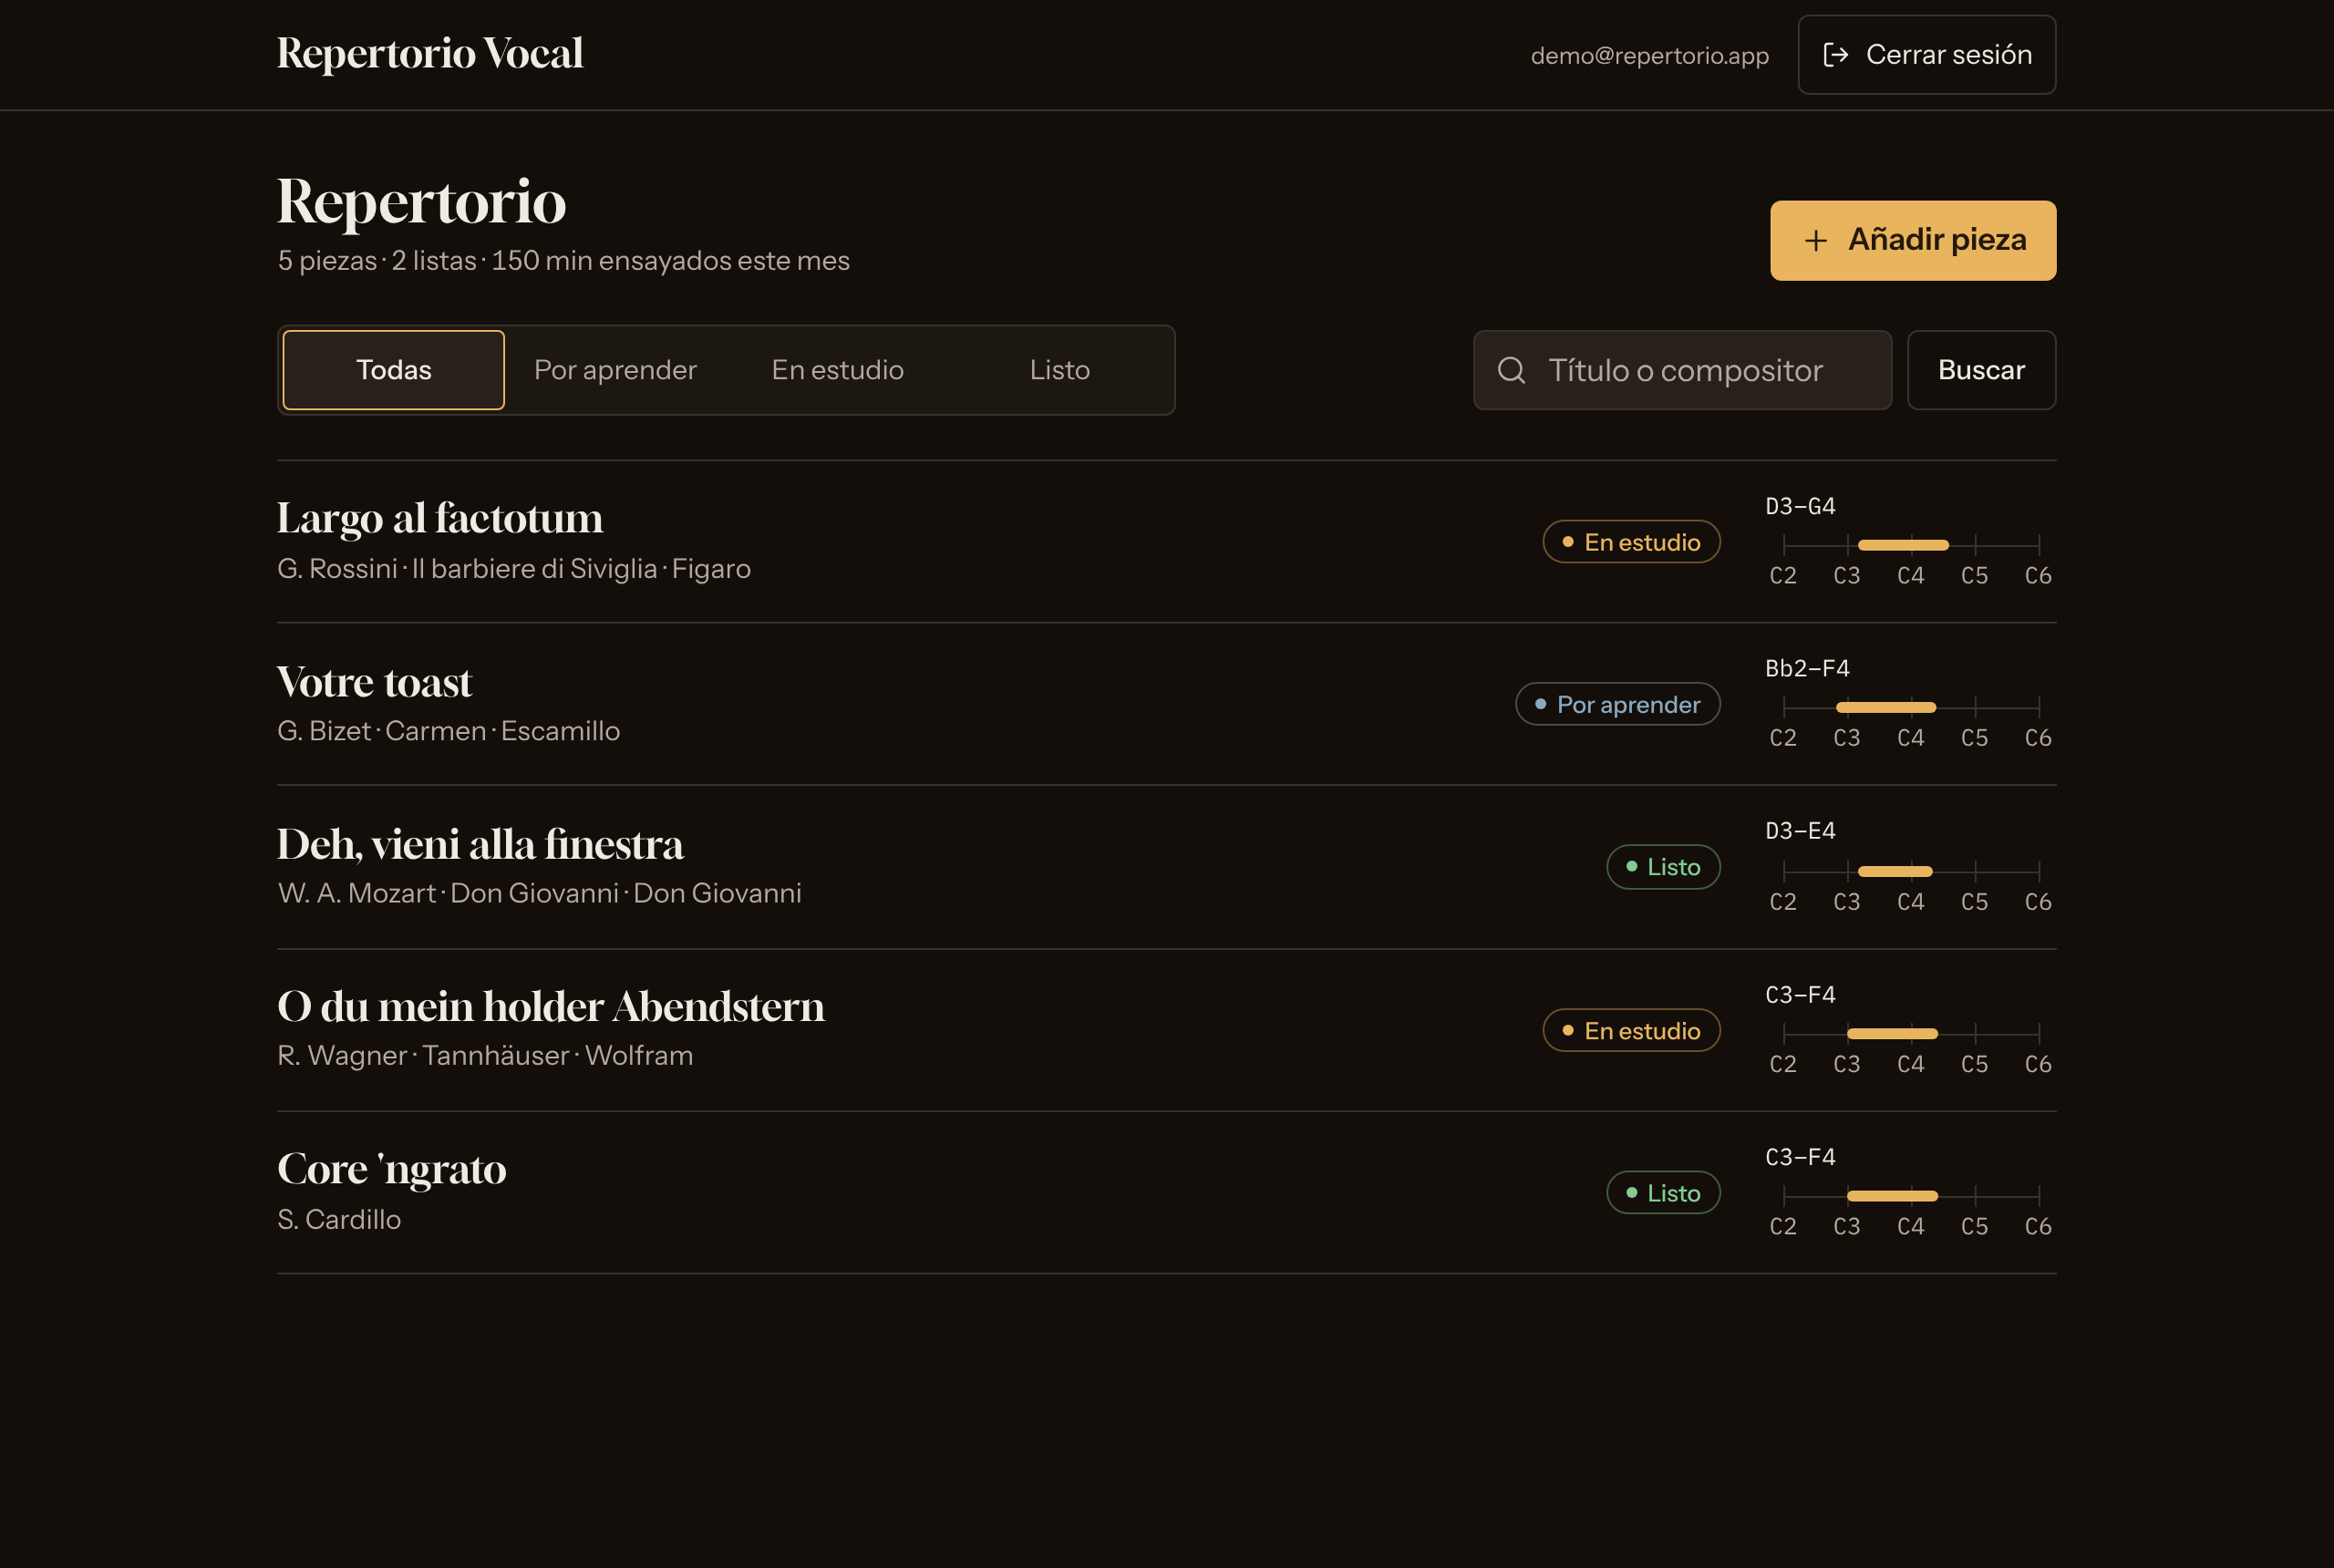 Repertorio Vocal
demo@repertorio.app
Cerrar sesión
Repertorio
5 piezas · 2 listas · 150 min ensayados este mes
Añadir pieza
Todas Por aprender En estudio Listo
Título o compositor
Buscar
Largo al factotum
G. Rossini · Il barbiere di Siviglia · Figaro
En estudio
D3–G4
C2 C3 C4 C5 C6
Votre toast
G. Bizet · Carmen · Escamillo
Por aprender
Bb2–F4
C2 C3 C4 C5 C6
Deh, vieni alla finestra
W. A. Mozart · Don Giovanni · Don Giovanni
Listo
D3–E4
C2 C3 C4 C5 C6
O du mein holder Abendstern
R. Wagner · Tannhäuser · Wolfram
En estudio
C3–F4
C2 C3 C4 C5 C6
Core 'ngrato
S. Cardillo
Listo
C3–F4
C2 C3 C4 C5 C6